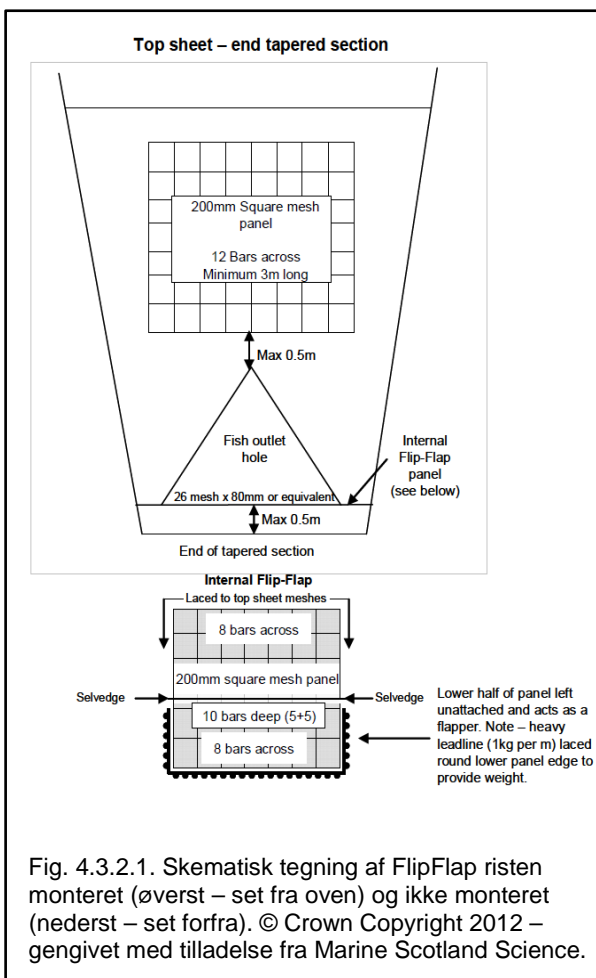 Top sheet – end tapered section
200mm Square mesh
panel
12 Bars across
Minimum 3m long
Max 0.5m
Fish outlet
hole
Internal
Flip-Flap
panel
(see below)
26 mesh x 80mm or equivalent
Max 0.5m
End of tapered section
Internal Flip-Flap
Laced to top sheet meshes
8 bars across
200mm square mesh panel
Selvedge
Selvedge
10 bars deep (5+5)
8 bars across
Lower half of panel left
unattached and acts as a
flapper. Note – heavy
leadline (1kg per m) laced
round lower panel edge to
provide weight.
Fig. 4.3.2.1. Skematisk tegning af FlipFlap risten
monteret (øverst – set fra oven) og ikke monteret
(nederst – set forfra). © Crown Copyright 2012 –
gengivet med tilladelse fra Marine Scotland Science.